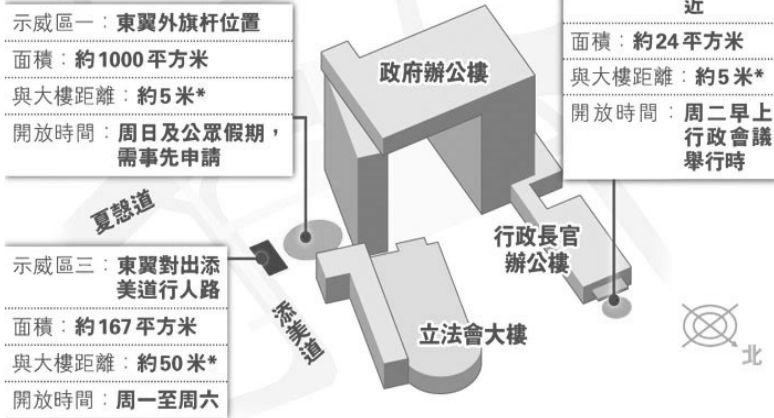 示威區一：東翼外旗杆位置
面積：約1000平方米
與大樓距離：約5米*
開放時間：周日及公眾假期，
需事先申請
近
面積：約24平方米
與大樓距離：約5米*
開放時間：周二早上
行政會議
舉行時
政府辦公樓
夏慤道
行政長官
辦公樓
示威區三：東翼對出添
美道行人路
面積：約167平方米
與大樓距離：約50米*
開放時間：周一至周六
添美道
立法會大樓
北